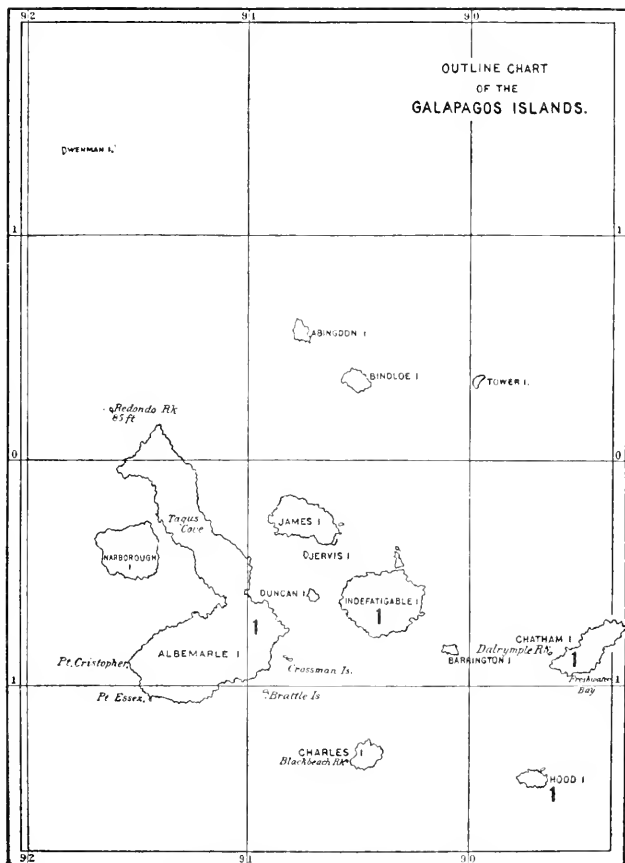 92 91 90
OUTLINE CHART
OF THE
GALAPAGOS ISLANDS.
WENMAN I.
1 1
ABINGDON I
BINDLOE I
TOWER I.
Redondo Rk
85 ft
0 0
Tagus
Cove
JAMES I
NARBOROUGH
I
JERVIS I
DUNCAN I
INDEFATIGABLE I
1
1
CHATHAM I
Dalrymple Rk
1
ALBEMARLE I
BARRINGTON I
Pt. Cristopher
Crossman Is.
Freshwater
Bay
1 1
Pt Essex.
Brattle Is
CHARLES
I
Blackbeach Rk
HOOD I
1
92 91 90